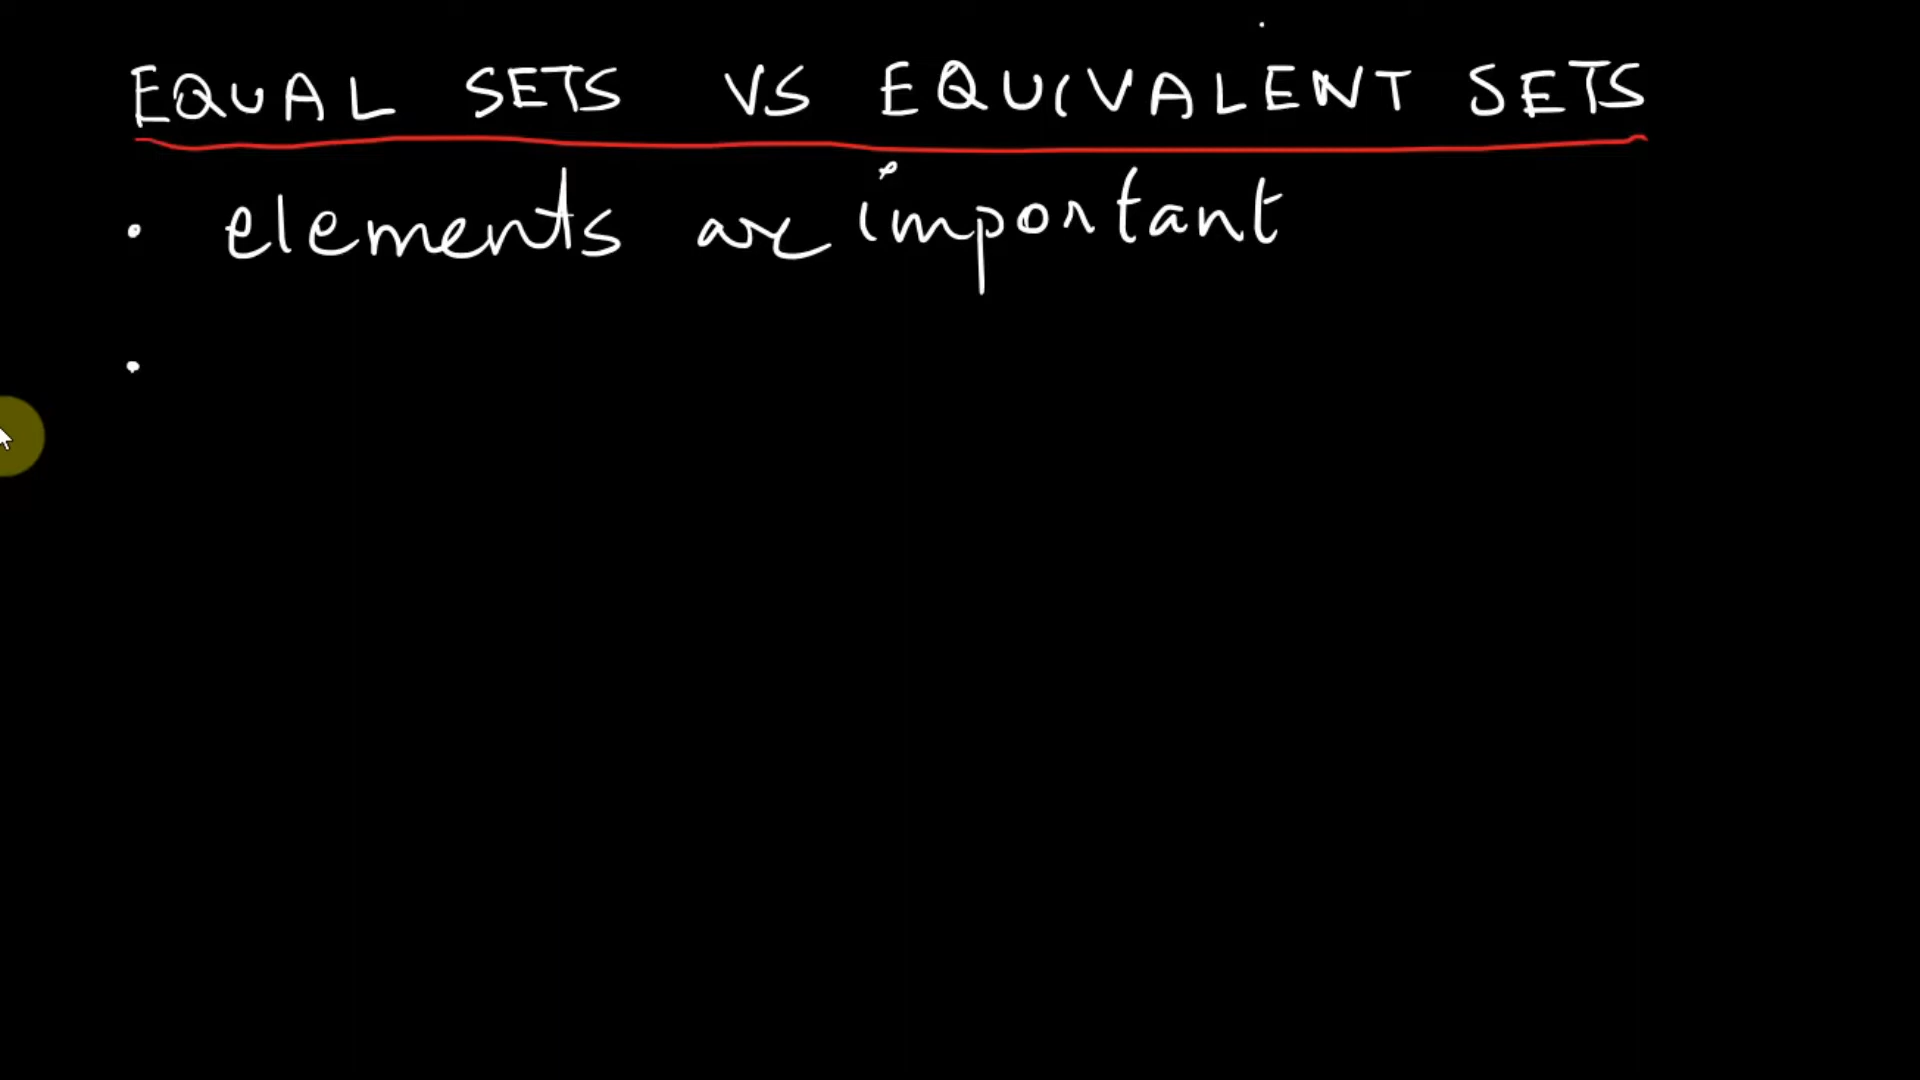 EQUAL SETS VS EQUIVALENT SETS
• elements are important
•